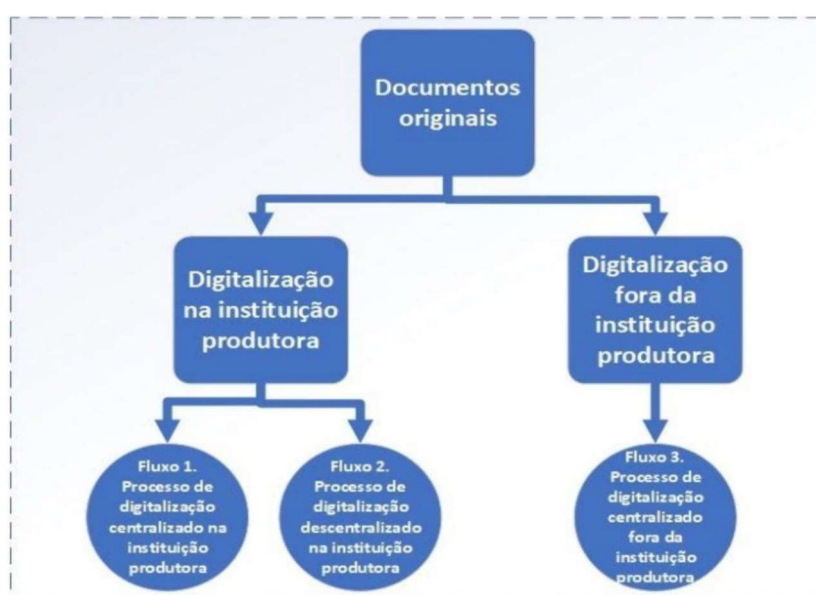 Documentos
originais
Digitalização
na instituição
produtora
Digitalização
fora da
instituição
produtora
Fluxo 1.
Processo de
digitalização
centralizado na
instituição
produtora
Fluxo 2.
Processo de
digitalização
descentralizado
na instituição
produtora
Fluxo 3.
Processo de
digitalização
centralizado
fora da
instituição
produtora